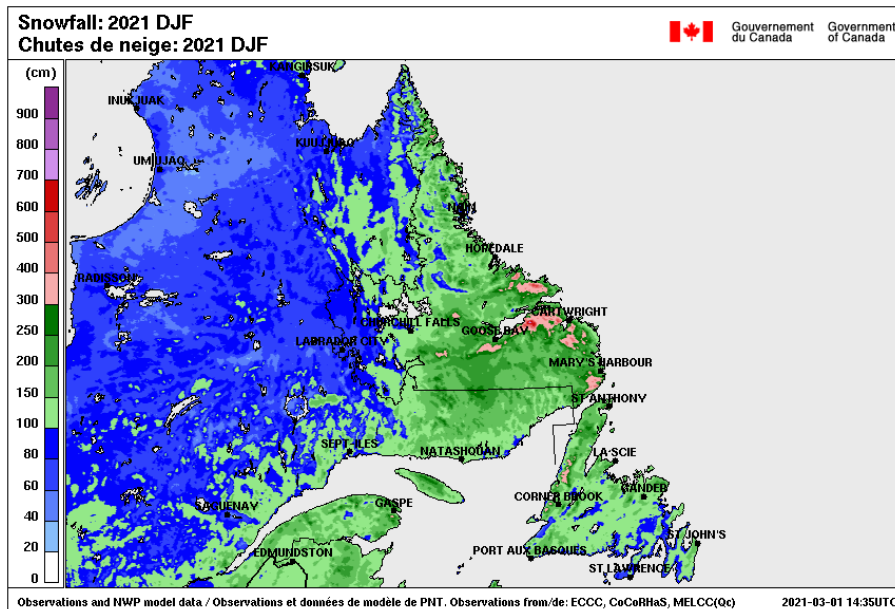 Snowfall: 2021 DJF
Chutes de neige: 2021 DJF
Gouvernement du Canada
Government of Canada
(cm)
900
800
700
600
500
400
300
250
200
150
100
80
60
40
20
0
KANGIRSUK
INUKJUAK
KUUJJUAQ
UMIUJAQ
NAIN
HOPEDALE
RADISSON
CARTWRIGHT
CHURCHILL FALLS
GOOSE BAY
LABRADOR CITY
MARY'S HARBOUR
ST ANTHONY
SEPT-ILES
NATASHQUAN
LA-SCIE
GANDER
CORNER BROOK
SAGUENAY
GASPE
ST JOHN'S
EDMUNDSTON
PORT AUX BASQUES
ST LAWRENCE
Observations and NWP model data / Observations et données de modèle de PNT. Observations from/de: ECCC, CoCoRHaS, MELCC(Qc)
2021-03-01 14:35UTC